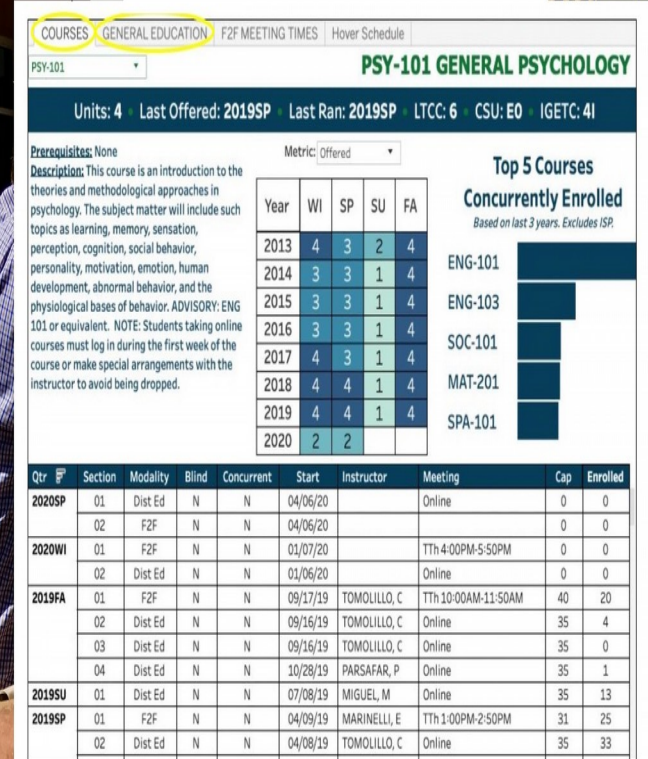 COURSES GENERAL EDUCATION F2F MEETING TIMES Hover Schedule
PSY-101
PSY-101 GENERAL PSYCHOLOGY
Units: 4 • Last Offered: 2019SP • Last Ran: 2019SP • LTCC: 6 • CSU: E0 • IGETC: 4I
Prerequisites: None
Description: This course is an introduction to the
theories and methodological approaches in
psychology. The subject matter will include such
topics as learning, memory, sensation,
perception, cognition, social behavior,
personality, motivation, emotion, human
development, abnormal behavior, and the
physiological bases of behavior. ADVISORY: ENG
101 or equivalent. NOTE: Students taking online
courses must log in during the first week of the
course or make special arrangements with the
instructor to avoid being dropped.
Metric: Offered
Year WI SP SU FA
2013 4 3 2 4
2014 3 3 1 4
2015 3 3 1 4
2016 3 3 1 4
2017 4 3 1 4
2018 4 4 1 4
2019 4 4 1 4
2020 2 2
Top 5 Courses
Concurrently Enrolled
Based on last 3 years. Excludes ISP.
ENG-101
ENG-103
SOC-101
MAT-201
SPA-101
Qtr Section Modality Blind Concurrent Start Instructor Meeting Cap Enrolled
2020SP 01 Dist Ed N N 04/06/20 Online 0 0
02 F2F N N 04/06/20 0 0
2020WI 01 F2F N N 01/07/20 TTh 4:00PM-5:50PM 0 0
02 Dist Ed N N 01/06/20 Online 0 0
2019FA 01 F2F N N 09/17/19 TOMOLILLO, C TTh 10:00AM-11:50AM 40 20
02 Dist Ed N N 09/16/19 TOMOLILLO, C Online 35 4
03 Dist Ed N N 09/16/19 TOMOLILLO, C Online 35 0
04 Dist Ed N N 10/28/19 PARSAFAR, P Online 35 1
2019SU 01 Dist Ed N N 07/08/19 MIGUEL, M Online 35 13
2019SP 01 F2F N N 04/09/19 MARINELLI, E TTh 1:00PM-2:50PM 31 25
02 Dist Ed N N 04/08/19 TOMOLILLO, C Online 35 33